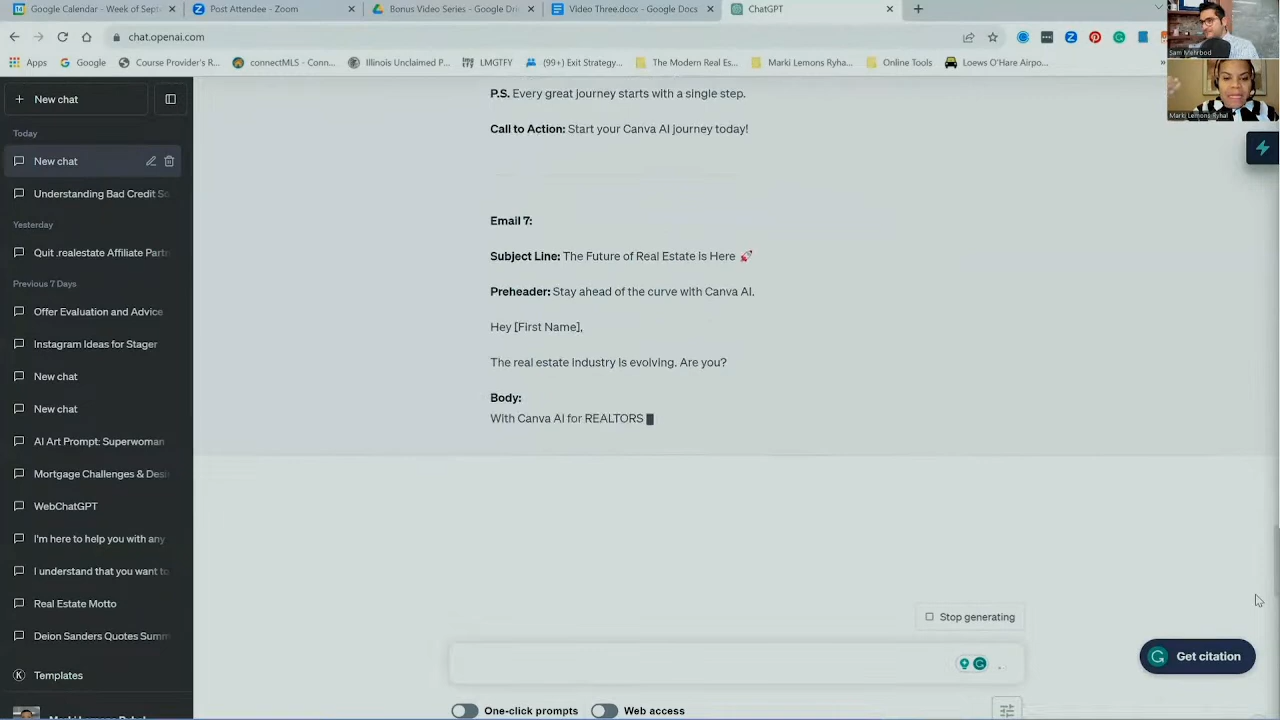 Google Calendar - Week of Sept
Post Attendee - Zoom
Bonus Video Series - Google Dri
Video Three.docx - Google Docs
ChatGPT
chat.openai.com
Apps
Google
Course Provider's R...
connectMLS - Conn...
Illinois Unclaimed P...
MGTFY
(99+) Exit Strategy...
The Modern Real Es...
Marki Lemons Ryha...
Online Tools
Loews O'Hare Airpo...
»
Sam Mehrbod
Marki Lemons Ryhal
New chat
Today
New chat
Understanding Bad Credit Sc
Yesterday
Quit .realestate Affiliate Part
Previous 7 Days
Offer Evaluation and Advice
Instagram Ideas for Stager
New chat
New chat
AI Art Prompt: Superwoman
Mortgage Challenges & Desi
WebChatGPT
I'm here to help you with any
I understand that you want to
Real Estate Motto
Deion Sanders Quotes Summ
Templates
P.S. Every great journey starts with a single step.
Call to Action: Start your Canva AI journey today!
Email 7:
Subject Line: The Future of Real Estate is Here 🚀
Preheader: Stay ahead of the curve with Canva AI.
Hey [First Name],
The real estate industry is evolving. Are you?
Body:
With Canva AI for REALTORS
Stop generating
Get citation
One-click prompts
Web access